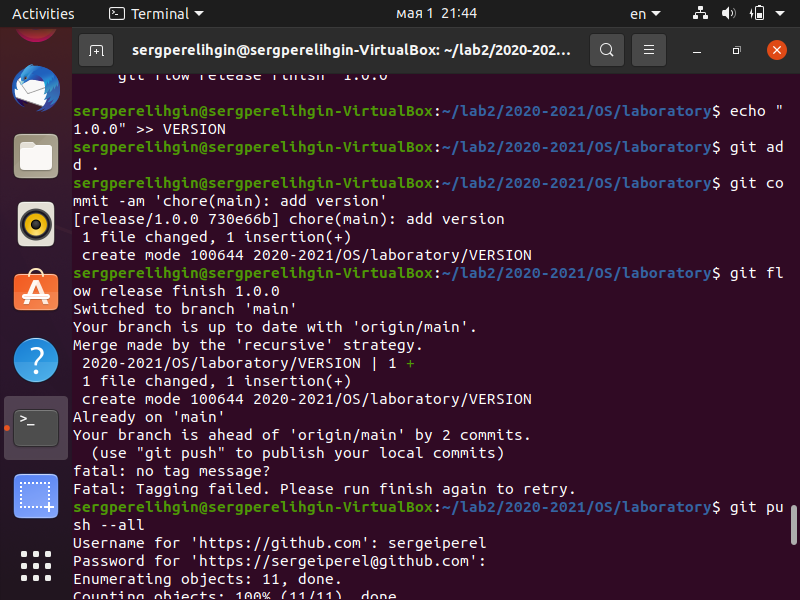 Activities Terminal мая 1 21:44 en
sergperelihgin@sergperelihgin-VirtualBox: ~/lab2/2020-202...
git flow release finish '1.0.0'
sergperelihgin@sergperelihgin-VirtualBox:~/lab2/2020-2021/OS/laboratory$ echo "
1.0.0" >> VERSION
sergperelihgin@sergperelihgin-VirtualBox:~/lab2/2020-2021/OS/laboratory$ git ad
d .
sergperelihgin@sergperelihgin-VirtualBox:~/lab2/2020-2021/OS/laboratory$ git co
mmit -am 'chore(main): add version'
[release/1.0.0 730e66b] chore(main): add version
1 file changed, 1 insertion(+)
create mode 100644 2020-2021/OS/laboratory/VERSION
sergperelihgin@sergperelihgin-VirtualBox:~/lab2/2020-2021/OS/laboratory$ git fl
ow release finish 1.0.0
Switched to branch 'main'
Your branch is up to date with 'origin/main'.
Merge made by the 'recursive' strategy.
2020-2021/OS/laboratory/VERSION | 1 +
1 file changed, 1 insertion(+)
create mode 100644 2020-2021/OS/laboratory/VERSION
Already on 'main'
Your branch is ahead of 'origin/main' by 2 commits.
(use "git push" to publish your local commits)
fatal: no tag message?
Fatal: Tagging failed. Please run finish again to retry.
sergperelihgin@sergperelihgin-VirtualBox:~/lab2/2020-2021/OS/laboratory$ git pu
sh --all
Username for 'https://github.com': sergeiperel
Password for 'https://sergeiperel@github.com':
Enumerating objects: 11, done.
Counting objects: 100% (11/11), done.